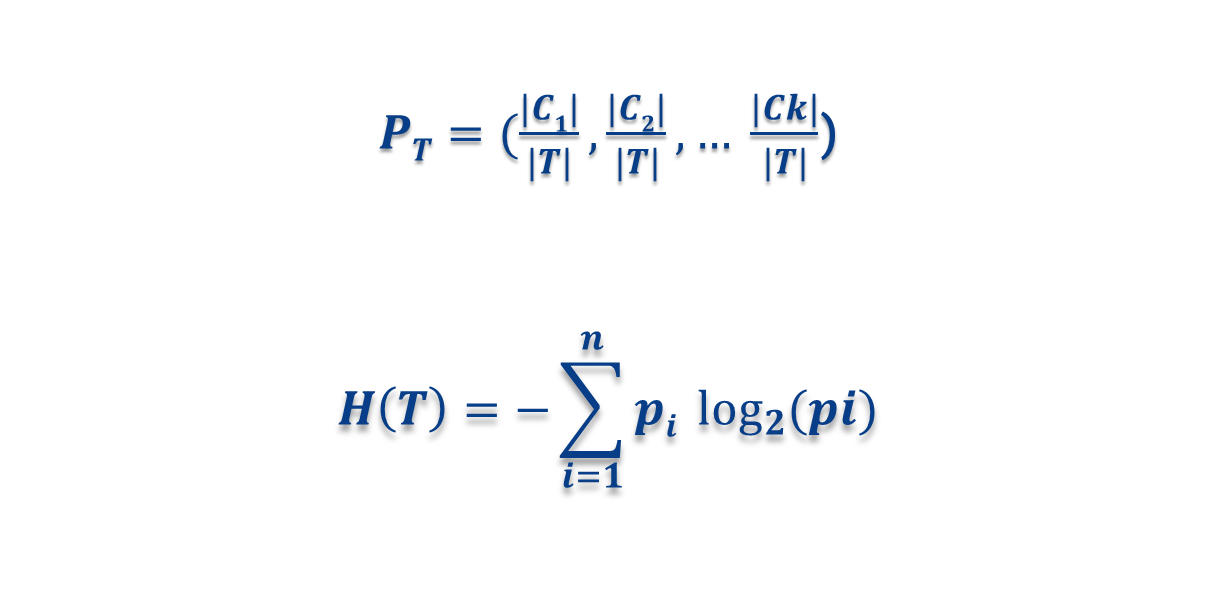 P_T = (|C_1|/|T|, |C_2|/|T|, ... |Ck|/|T|)
H(T) = − ∑_{i=1}^{n} p_i log_2(pi)